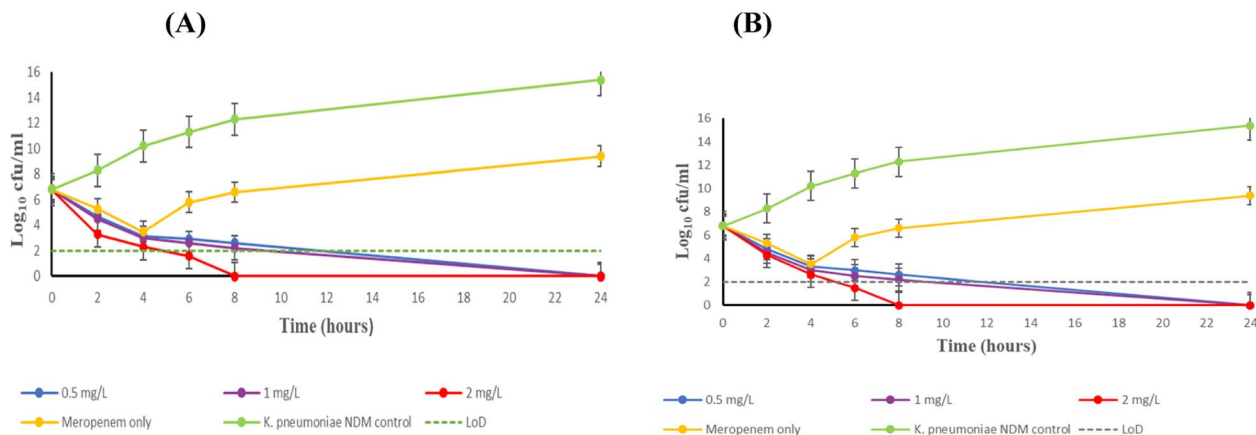 (A)
Log10 cfu/ml
16
14
12
10
8
6
4
2
0
0 2 4 6 8 10 12 14 16 18 20 22 24
Time (hours)
0.5 mg/L 1 mg/L 2 mg/L
Meropenem only K. pneumoniae NDM control LoD
(B)
Log10 cfu/ml
16
14
12
10
8
6
4
2
0
0 2 4 6 8 10 12 14 16 18 20 22 24
Time (hours)
0.5 mg/L 1 mg/L 2 mg/L
Meropenem only K. pneumoniae NDM control LoD